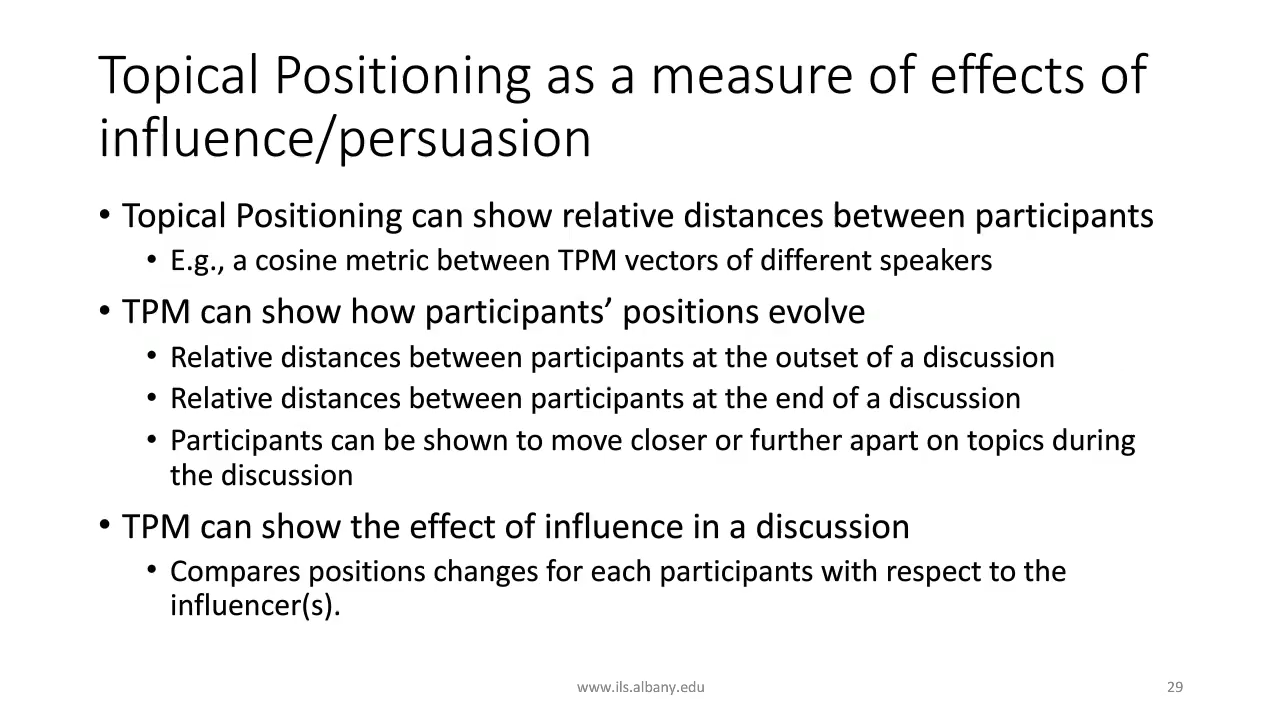 Topical Positioning as a measure of effects of
influence/persuasion
• Topical Positioning can show relative distances between participants
• E.g., a cosine metric between TPM vectors of different speakers
• TPM can show how participants’ positions evolve
• Relative distances between participants at the outset of a discussion
• Relative distances between participants at the end of a discussion
• Participants can be shown to move closer or further apart on topics during
the discussion
• TPM can show the effect of influence in a discussion
• Compares positions changes for each participants with respect to the
influencer(s).
www.ils.albany.edu
29